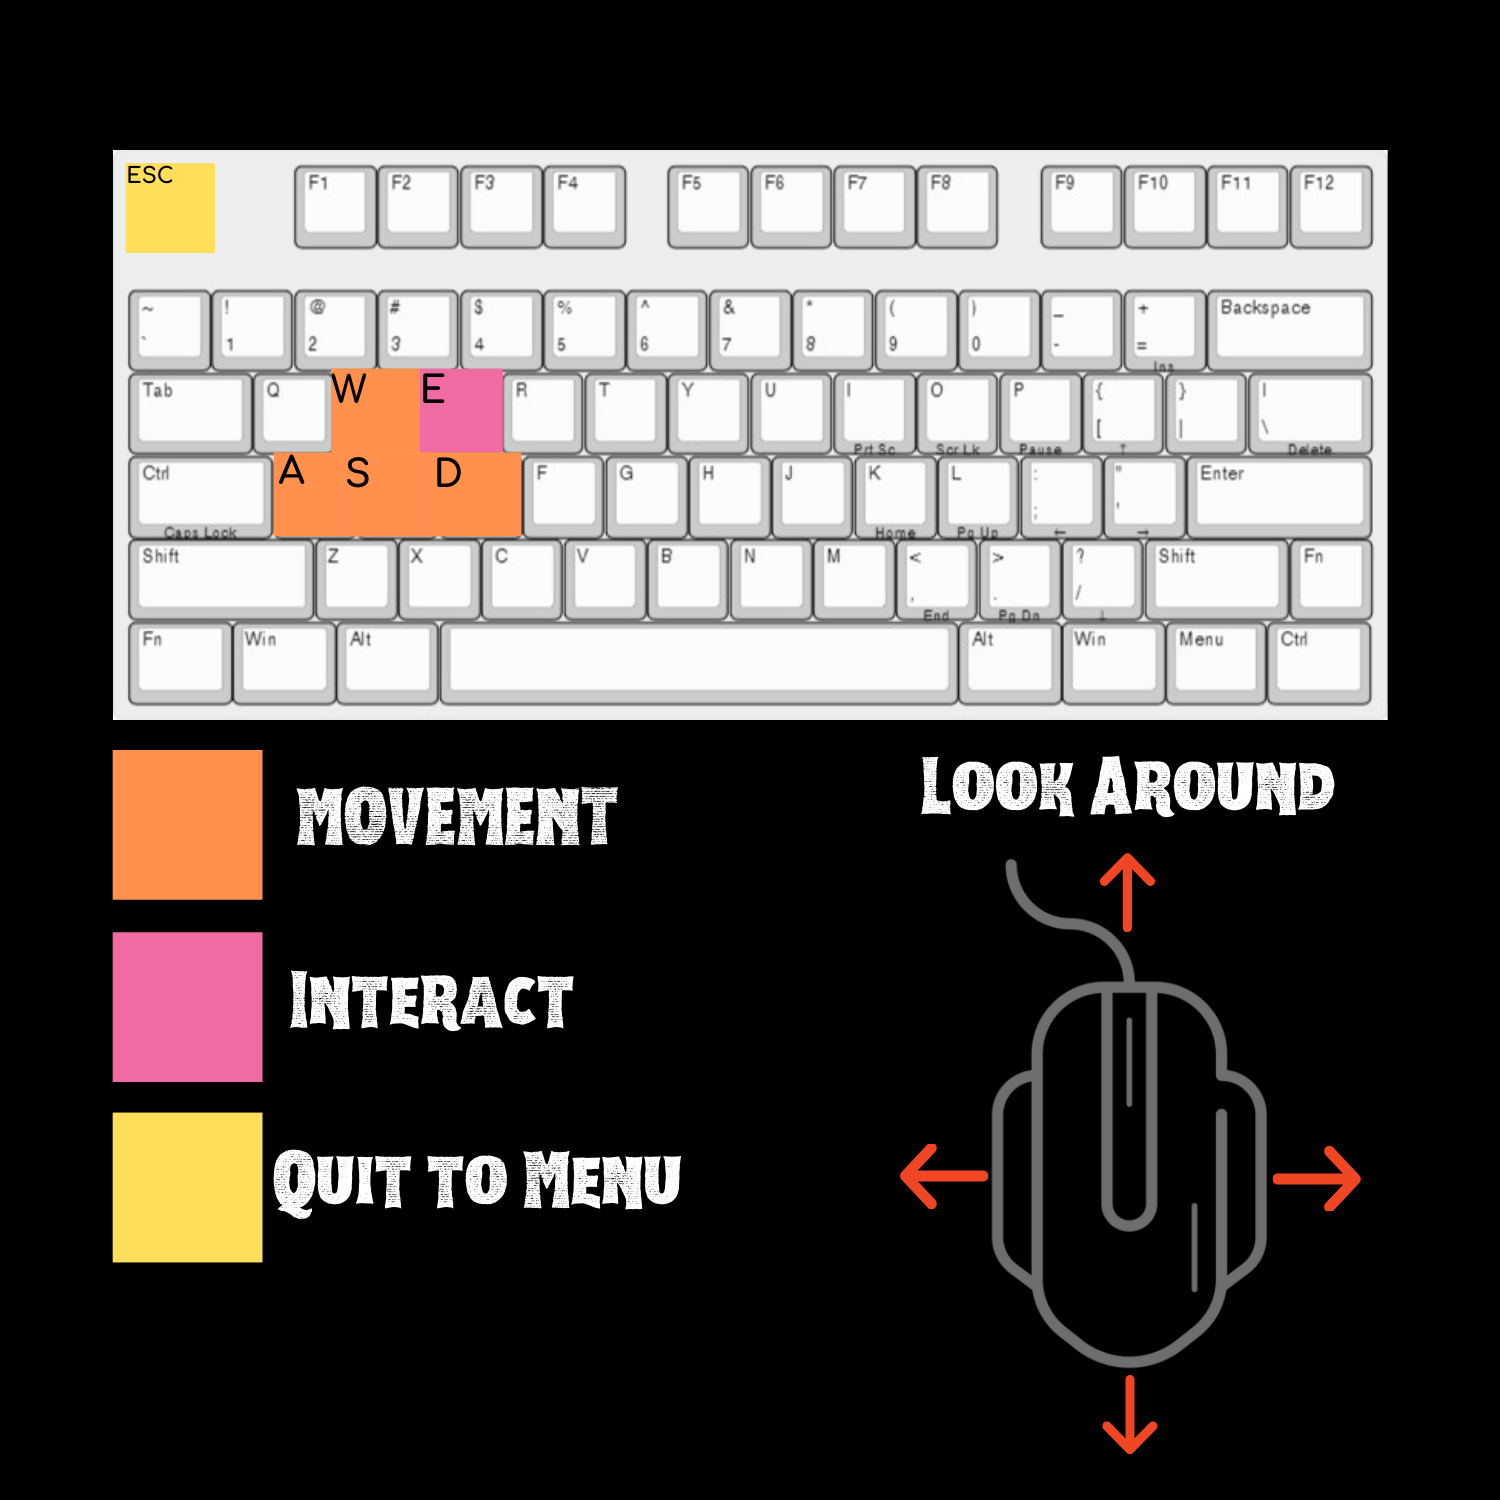 ESC F1 F2 F3 F4 F5 F6 F7 F8 F9 F10 F11 F12
~ ! @ # $ % ^ & * ( ) _ + Backspace
` 1 2 3 4 5 6 7 8 9 0 - =
Ins
Tab Q W E R T Y U I O P { } |
[ | \
Prt Sc Scr Lk Pause ↑ Delete
Ctrl A S D F G H J K L : " Enter
; '
Caps Lock Home Pg Up ← →
Shift Z X C V B N M < > ? Shift Fn
, . /
End Pg Dn ↓
Fn Win Alt Alt Win Menu Ctrl
MOVEMENT
LOOK AROUND
INTERACT
QUIT TO MENU